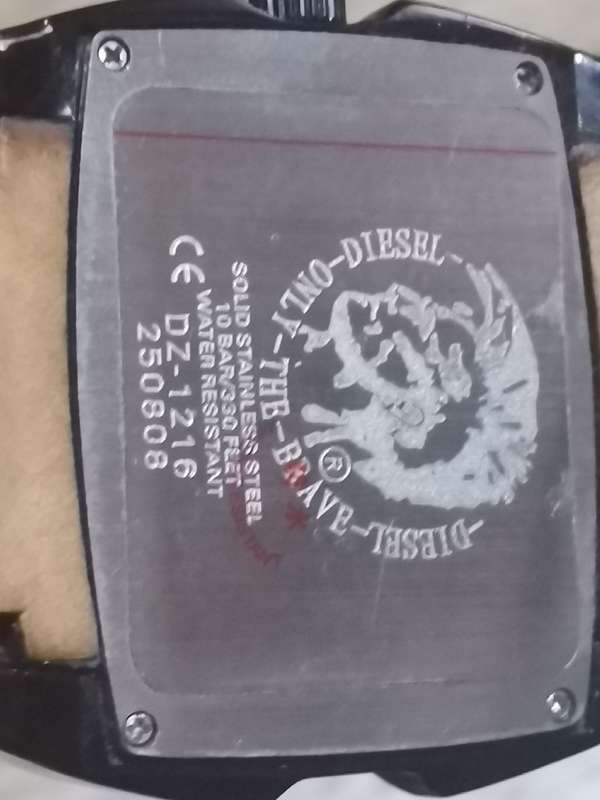 -DIESEL-ONLY-THE-BRAVE-DIESEL-
®
SOLID STAINLESS STEEL
10 BAR/330 FEET
WATER RESISTANT
CE DZ-1216
250808